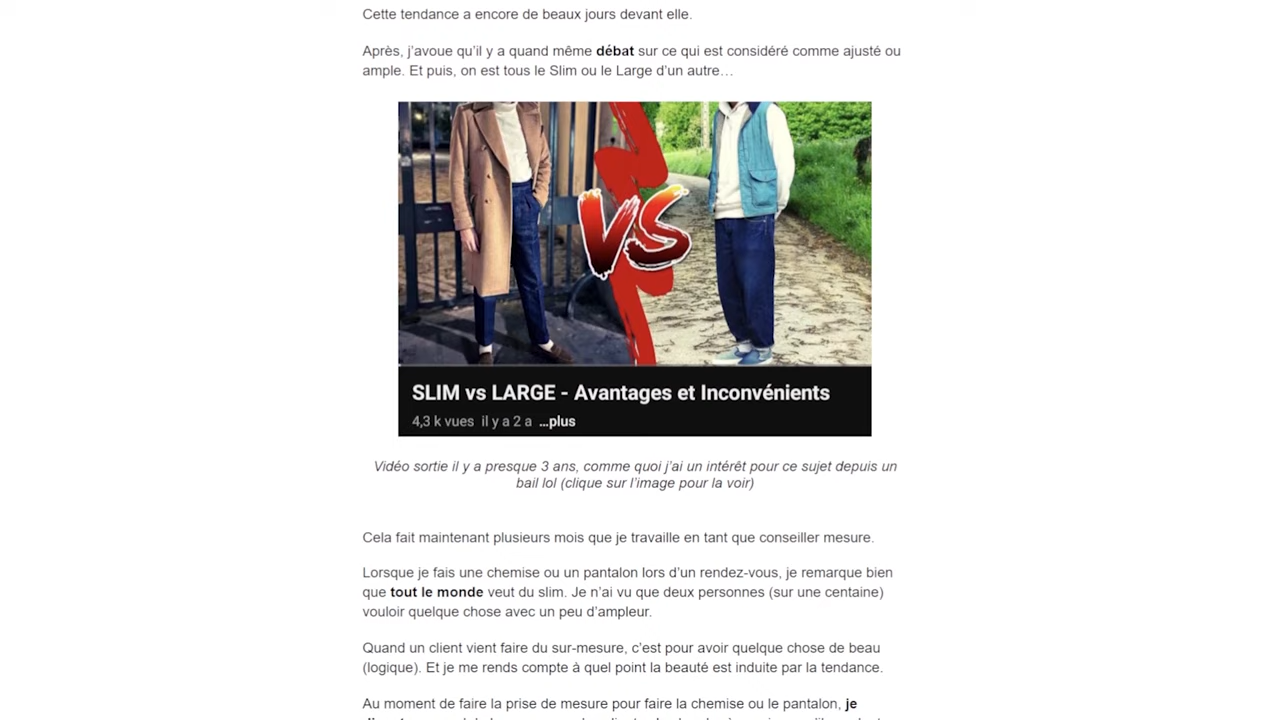 Cette tendance a encore de beaux jours devant elle.
Après, j'avoue qu'il y a quand même débat sur ce qui est considéré comme ajusté ou
ample. Et puis, on est tous le Slim ou le Large d'un autre…
VS
SLIM vs LARGE - Avantages et Inconvénients
4,3 k vues il y a 2 a ...plus
Vidéo sortie il y a presque 3 ans, comme quoi j'ai un intérêt pour ce sujet depuis un
bail lol (clique sur l'image pour la voir)
Cela fait maintenant plusieurs mois que je travaille en tant que conseiller mesure.
Lorsque je fais une chemise ou un pantalon lors d'un rendez-vous, je remarque bien
que tout le monde veut du slim. Je n'ai vu que deux personnes (sur une centaine)
vouloir quelque chose avec un peu d'ampleur.
Quand un client vient faire du sur-mesure, c'est pour avoir quelque chose de beau
(logique). Et je me rends compte à quel point la beauté est induite par la tendance.
Au moment de faire la prise de mesure pour faire la chemise ou le pantalon, je